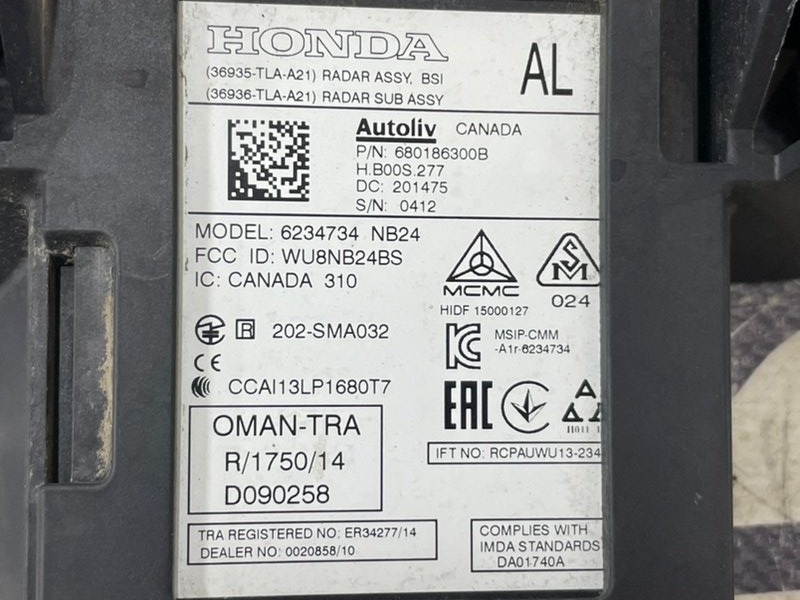 HONDA
(36935-TLA-A21) RADAR ASSY, BSI
(36936-TLA-A21) RADAR SUB ASSY
AL
Autoliv CANADA
P/N: 680186300B
H.B00S.277
DC: 201475
S/N: 0412
MODEL: 6234734 NB24
FCC ID: WU8NB24BS
IC: CANADA 310
MCMC
HIDF 15000127
S M
024
R 202-SMA032
MSIP-CMM
-A1r-6234734
CE
CCAI13LP1680T7
EAC
OMAN-TRA
R/1750/14
D090258
IFT NO: RCPAUWU13-234
TRA REGISTERED NO: ER34277/14
DEALER NO: 0020858/10
COMPLIES WITH
IMDA STANDARDS
DA01740A